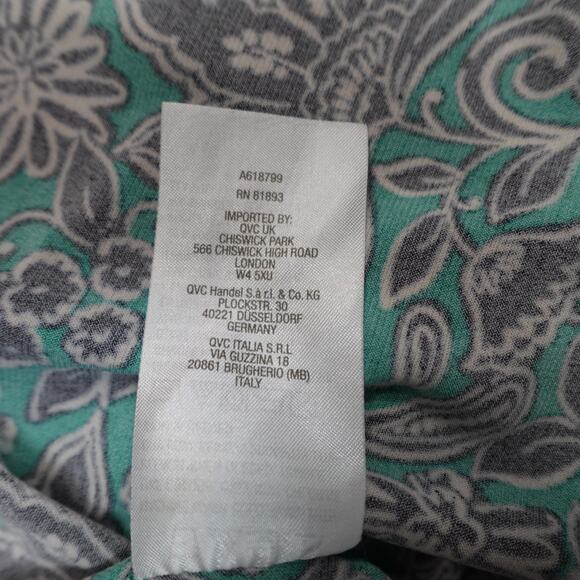 A618799
RN 81893
IMPORTED BY:
QVC UK
CHISWICK PARK
566 CHISWICK HIGH ROAD
LONDON
W4 5XU
QVC Handel S.à r.l. & Co. KG
PLOCKSTR. 30
40221 DÜSSELDORF
GERMANY
QVC ITALIA S.R.L
VIA GUZZINA 18
20861 BRUGHERIO (MB)
ITALY